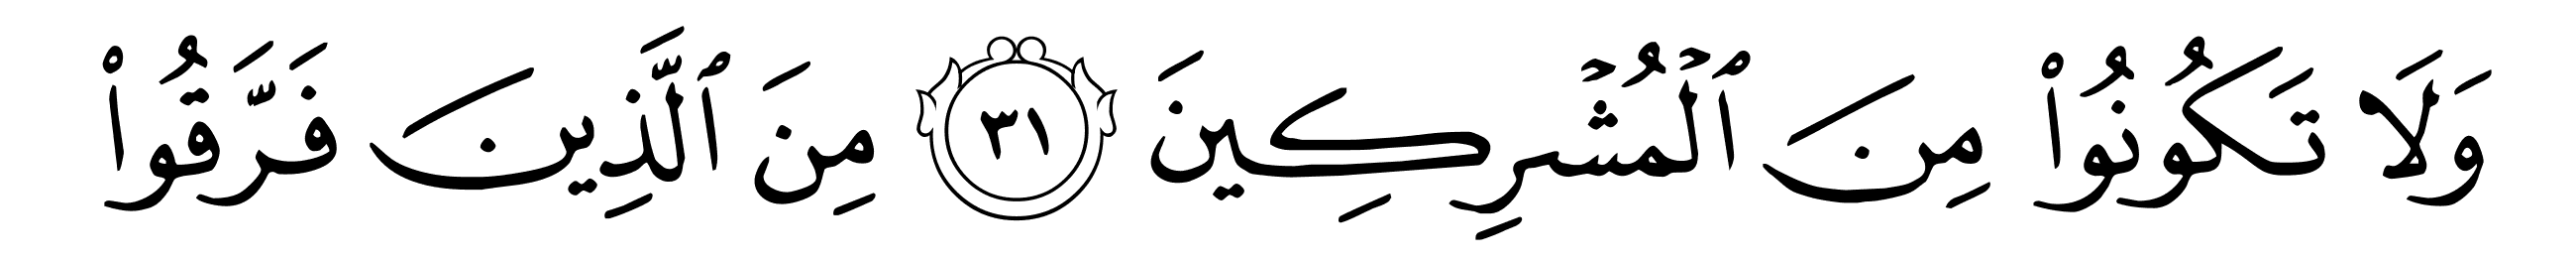 وَلَا تَكُونُوا۟ مِنَ ٱلْمُشْرِكِينَ ٣١ مِنَ ٱلَّذِينَ فَرَّقُوا۟